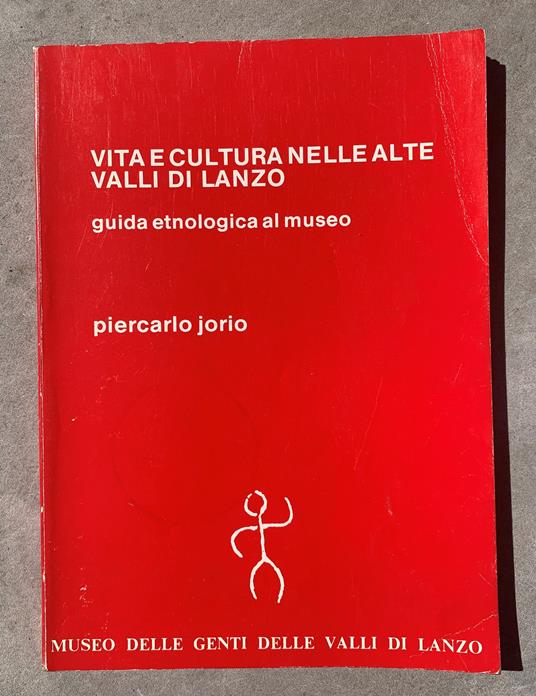 VITA E CULTURA NELLE ALTE
VALLI DI LANZO
guida etnologica al museo
piercarlo jorio
MUSEO DELLE GENTI DELLE VALLI DI LANZO